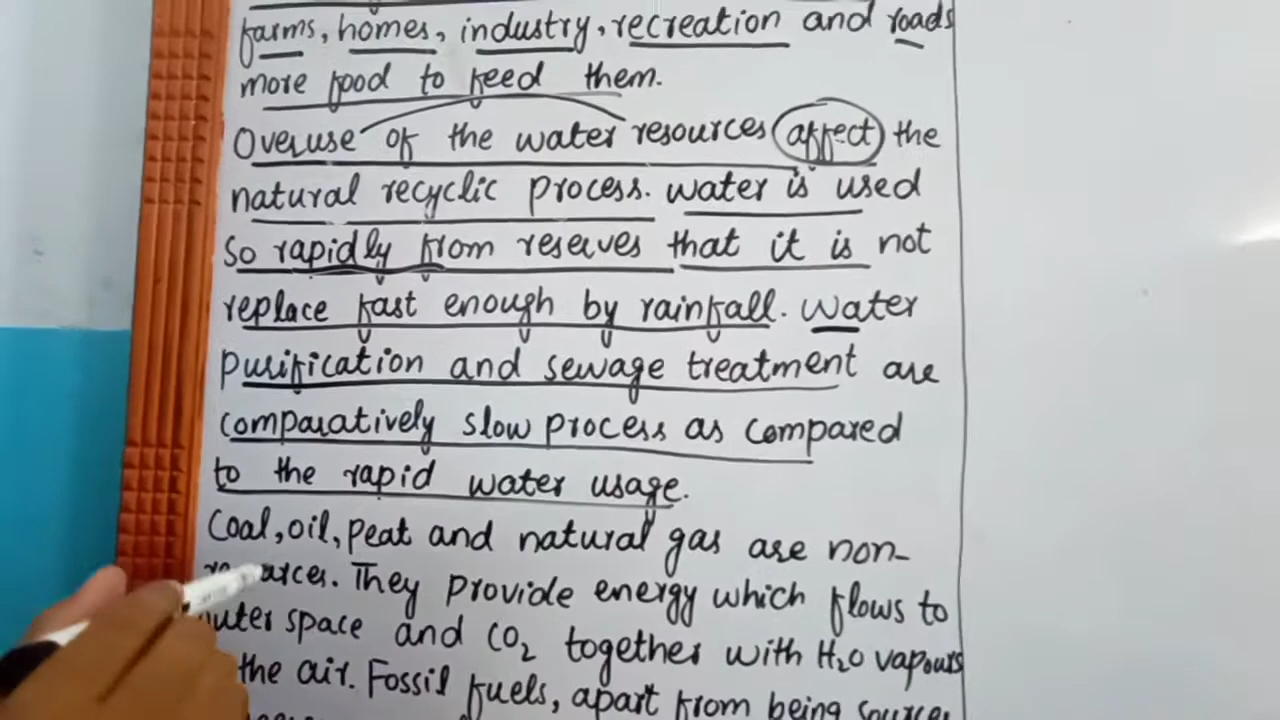 farms, homes, industry, recreation and roads
more food to feed them.
Overuse of the water resources affect the
natural recyclic process. water is used
so rapidly from reserves that it is not
replace fast enough by rainfall. Water
purification and sewage treatment are
comparatively slow process as compared
to the rapid water usage.
Coal, oil, peat and natural gas are non-
They provide energy which flows to
outer space and CO2 together with H2O vapours
the air. Fossil fuels, apart from being source